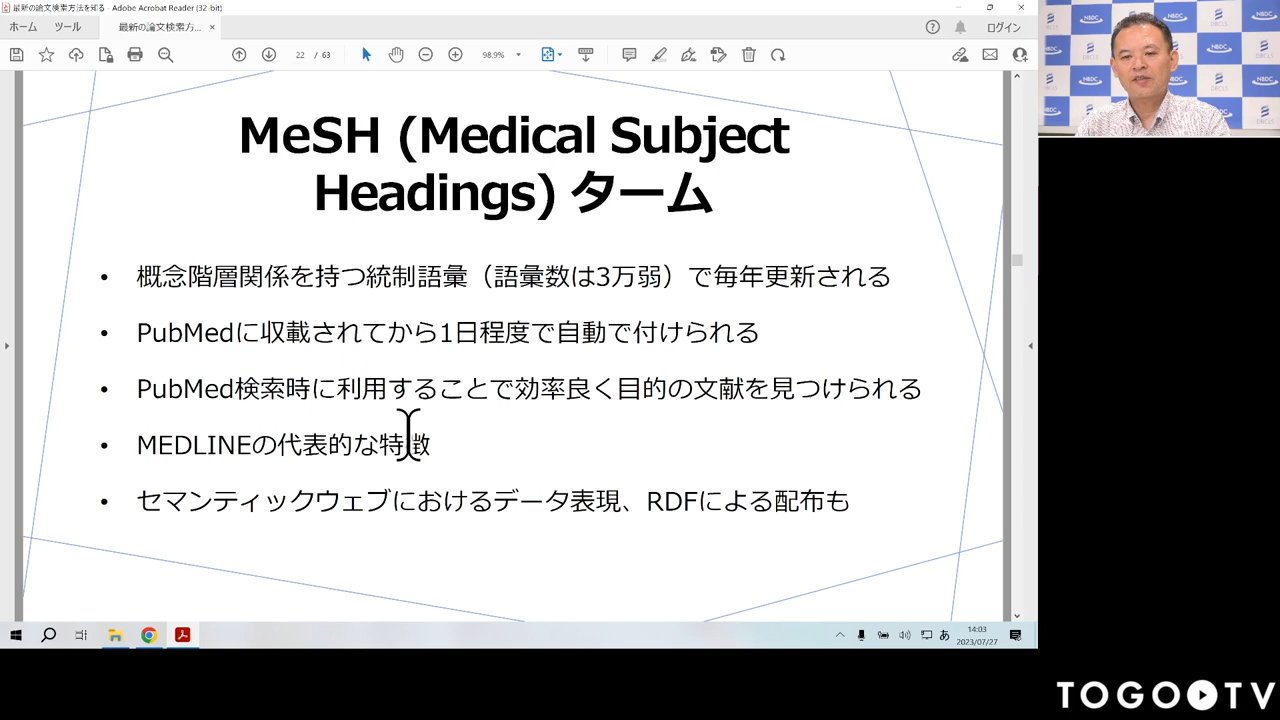 最新の論文検索方法を知る - Adobe Acrobat Reader (32-bit)
ホーム ツール 最新の論文検索方... × ログイン
22 / 63 98.9%
MeSH (Medical Subject
Headings) ターム
• 概念階層関係を持つ統制語彙（語彙数は3万弱）で毎年更新される
• PubMedに収載されてから1日程度で自動で付けられる
• PubMed検索時に利用することで効率良く目的の文献を見つけられる
• MEDLINEの代表的な特徴
• セマンティックウェブにおけるデータ表現、RDFによる配布も
あ
14:03
2023/07/27
NBDC
DBCLS
TOGO TV